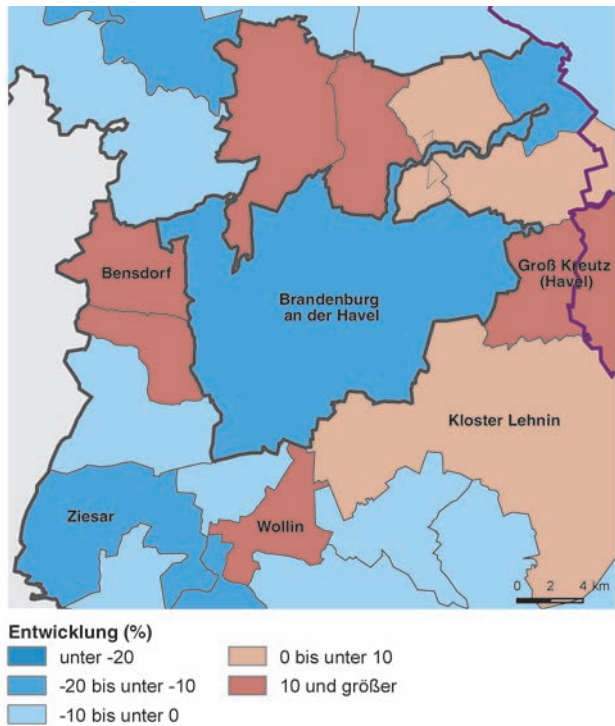 Bensdorf
Groß Kreutz
(Havel)
Brandenburg
an der Havel
Kloster Lehnin
Ziesar
Wollin
0 2 4 km
Entwicklung (%)
unter -20
-20 bis unter -10
-10 bis unter 0
0 bis unter 10
10 und größer